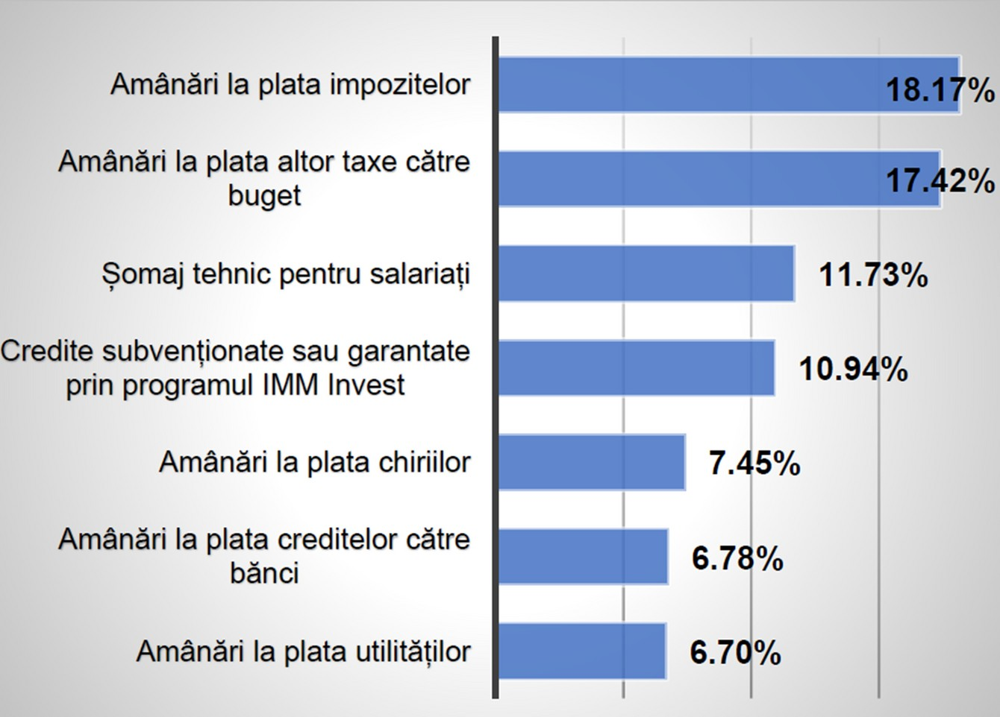 Amânări la plata impozitelor
18.17%
Amânări la plata altor taxe către
buget
17.42%
Șomaj tehnic pentru salariați
11.73%
Credite subvenționate sau garantate
prin programul IMM Invest
10.94%
Amânări la plata chiriilor
7.45%
Amânări la plata creditelor către
bănci
6.78%
Amânări la plata utilităților
6.70%